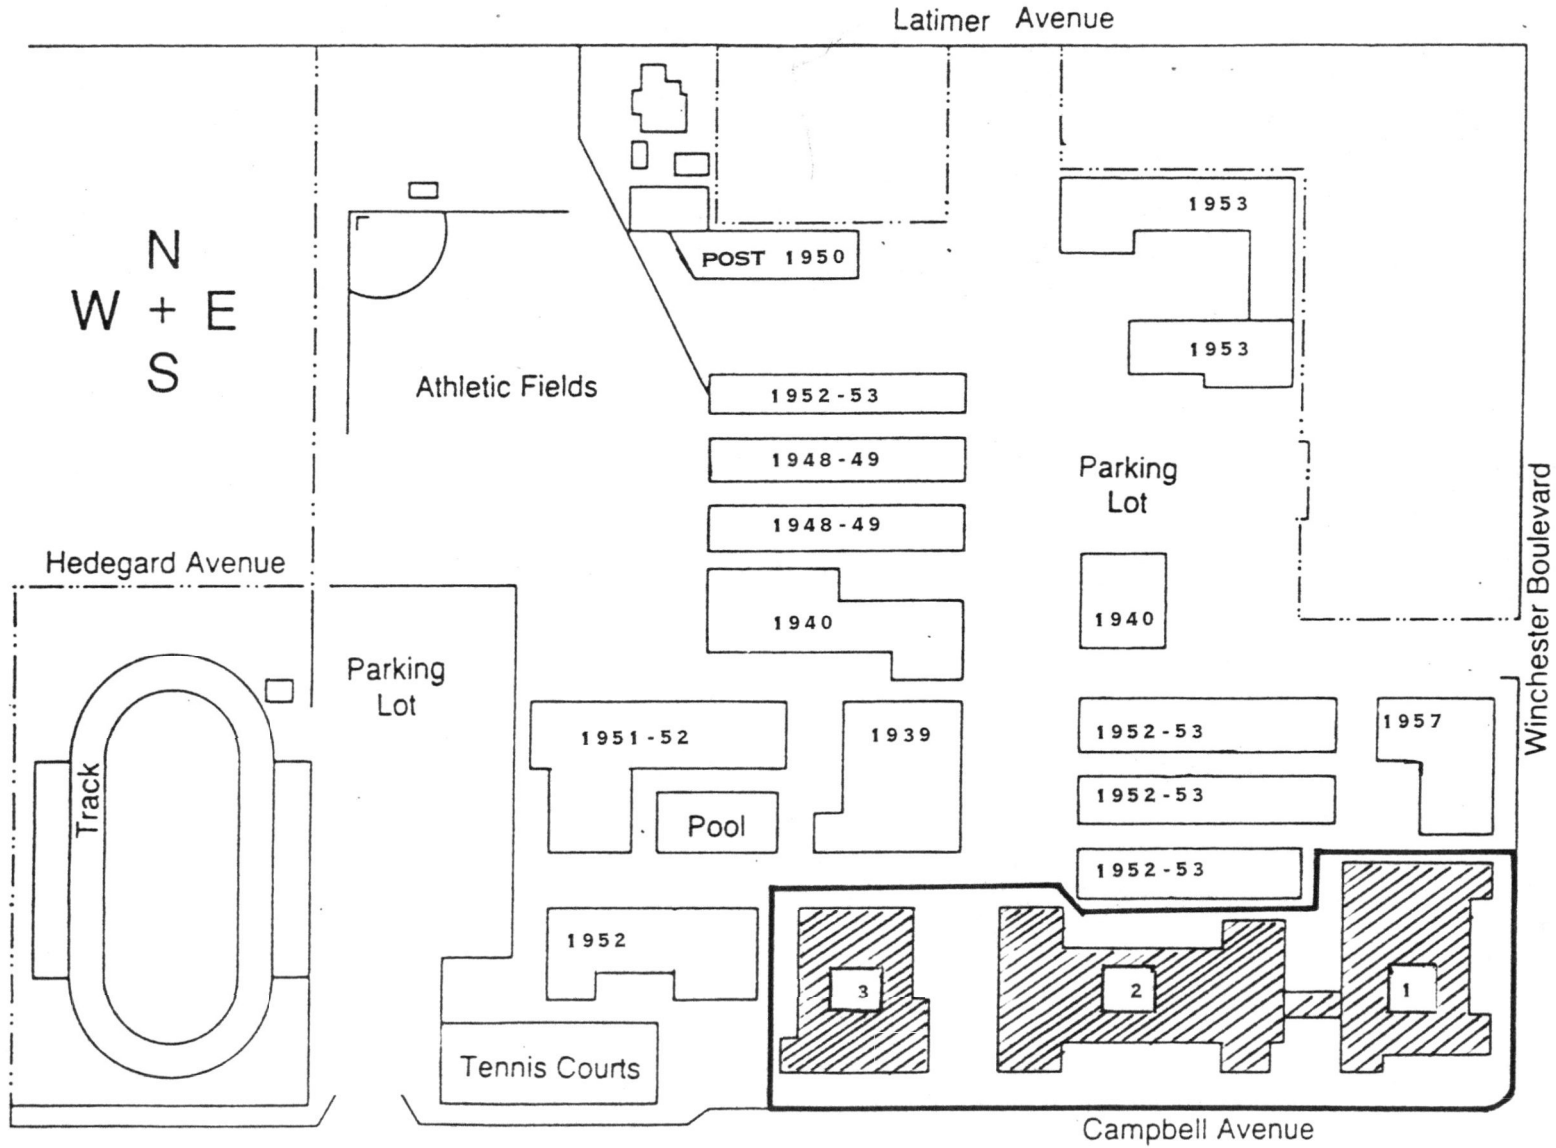 Latimer Avenue
N
W + E
S
1953
POST 1950
1953
Athletic Fields
1952-53
1948-49
Parking
Lot
1948-49
Hedegard Avenue
1940
1940
Winchester Boulevard
Parking
Lot
1951-52
1939
1952-53
1957
Track
Pool
1952-53
1952-53
1952
3
2
1
Tennis Courts
Campbell Avenue